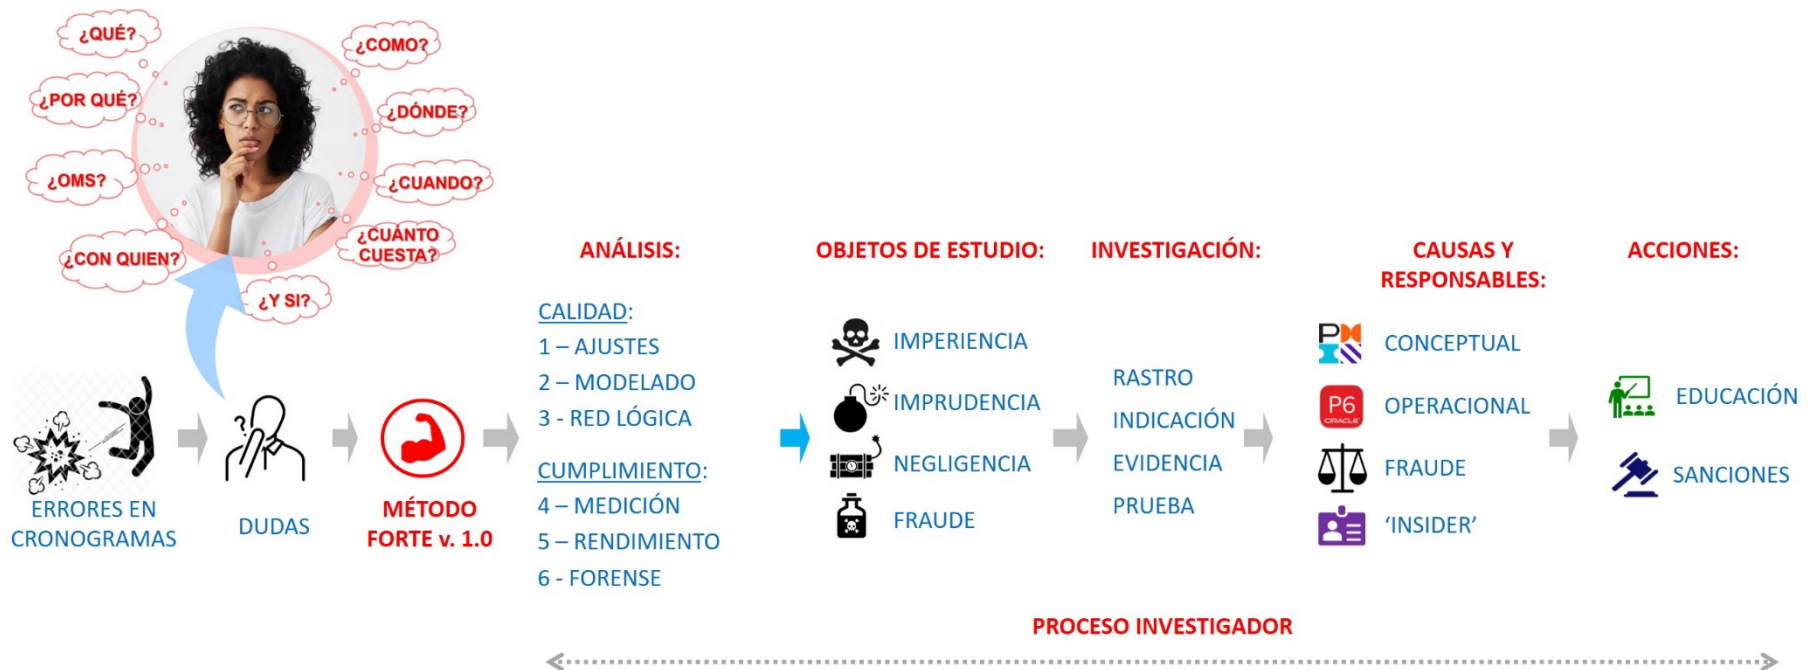 ¿QUÉ?
¿COMO?
¿POR QUÉ?
¿DÓNDE?
¿OMS?
¿CUANDO?
¿CON QUIEN?
¿CUÁNTO
CUESTA?
¿Y SI?
?
ERRORES EN
CRONOGRAMAS
DUDAS
MÉTODO
FORTE v. 1.0
ANÁLISIS:
CALIDAD:
1 – AJUSTES
2 – MODELADO
3 - RED LÓGICA
CUMPLIMIENTO:
4 – MEDICIÓN
5 – RENDIMIENTO
6 - FORENSE
OBJETOS DE ESTUDIO:
IMPERIENCIA
IMPRUDENCIA
NEGLIGENCIA
FRAUDE
INVESTIGACIÓN:
RASTRO
INDICACIÓN
EVIDENCIA
PRUEBA
CAUSAS Y
RESPONSABLES:
CONCEPTUAL
P6
ORACLE
OPERACIONAL
FRAUDE
'INSIDER'
ACCIONES:
EDUCACIÓN
SANCIONES
PROCESO INVESTIGADOR